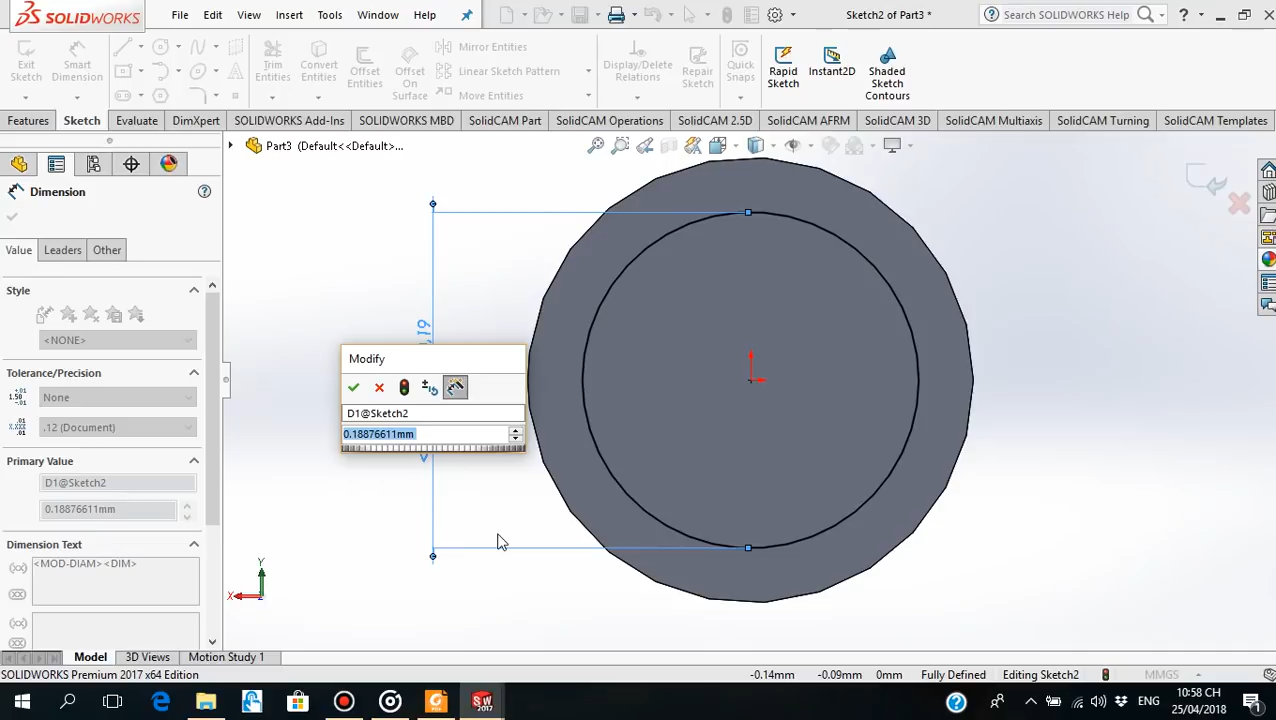 SOLIDWORKS
File Edit View Insert Tools Window Help
Sketch2 of Part3 *
Search SOLIDWORKS Help
Exit Sketch
Smart Dimension
Trim Entities
Convert Entities
Offset Entities
Offset On Surface
Mirror Entities
Linear Sketch Pattern
Move Entities
Display/Delete Relations
Repair Sketch
Quick Snaps
Rapid Sketch
Instant2D
Shaded Sketch Contours
Features Sketch Evaluate DimXpert SOLIDWORKS Add-Ins SOLIDWORKS MBD SolidCAM Part SolidCAM Operations SolidCAM 2.5D SolidCAM AFRM SolidCAM 3D SolidCAM Multiaxis SolidCAM Turning SolidCAM Templates
Part3 (Default<<Default>...
Dimension
Value Leaders Other
Style
<NONE>
Tolerance/Precision
None
.12 (Document)
Primary Value
D1@Sketch2
0.18876611mm
Dimension Text
<MOD-DIAM><DIM>
Modify
D1@Sketch2
0.18876611mm
Y
X
Model 3D Views Motion Study 1
SOLIDWORKS Premium 2017 x64 Edition
-0.14mm -0.09mm 0mm Fully Defined Editing Sketch2 MMGS
ENG
10:58 CH
25/04/2018